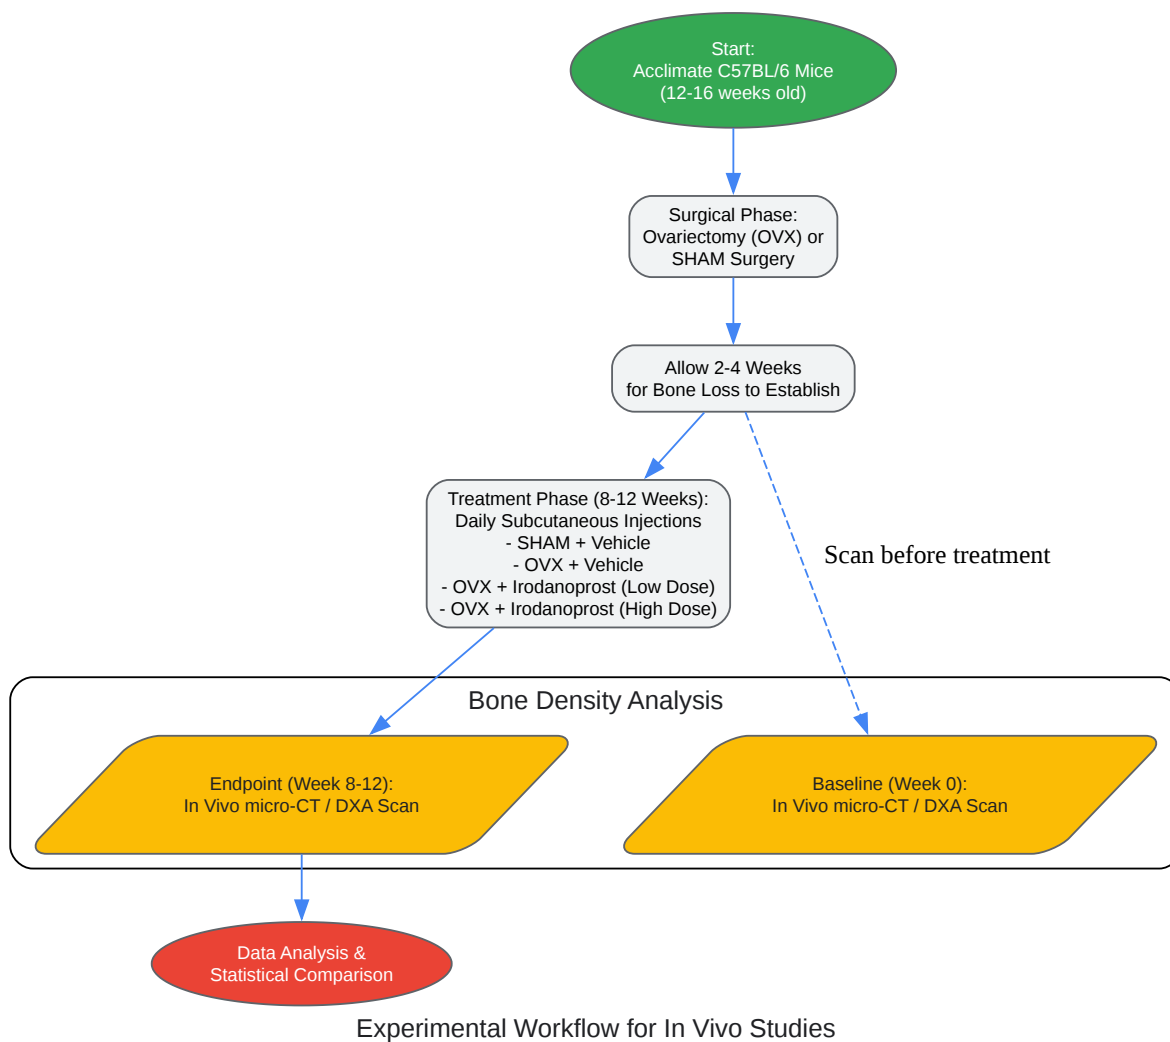 Start:
Acclimate C57BL/6 Mice
(12-16 weeks old)
Surgical Phase:
Ovariectomy (OVX) or
SHAM Surgery
Allow 2-4 Weeks
for Bone Loss to Establish
Treatment Phase (8-12 Weeks):
Daily Subcutaneous Injections
- SHAM + Vehicle
- OVX + Vehicle
- OVX + Irodanoprost (Low Dose)
- OVX + Irodanoprost (High Dose)
Scan before treatment
Bone Density Analysis
Endpoint (Week 8-12):
In Vivo micro-CT / DXA Scan
Baseline (Week 0):
In Vivo micro-CT / DXA Scan
Data Analysis &
Statistical Comparison
Experimental Workflow for In Vivo Studies